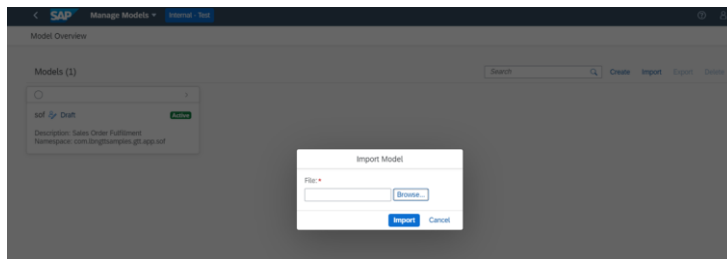 SAP Manage Models Internal - Test
Model Overview
Models (1)
Search Create Import Export Delete
sof Draft Active
Description: Sales Order Fulfillment
Namespace: com.fongtlsamples.gtt.app.sof
Import Model
File: *
Browse...
Import Cancel